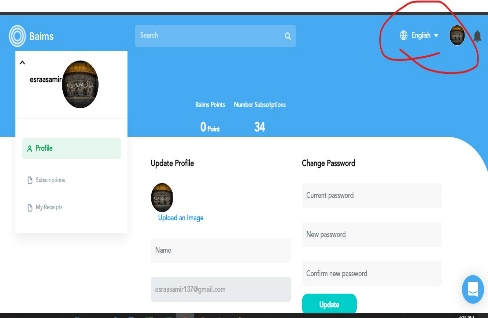 Baims
Search
English
esraasamir
Baims Points
Number Subscriptions
0 Point
34
Profile
Subscriptions
My Receipts
Update Profile
Upload an Image
Name
esraasamir137@gmail.com
Change Password
Current password
New password
Confirm new password
Update